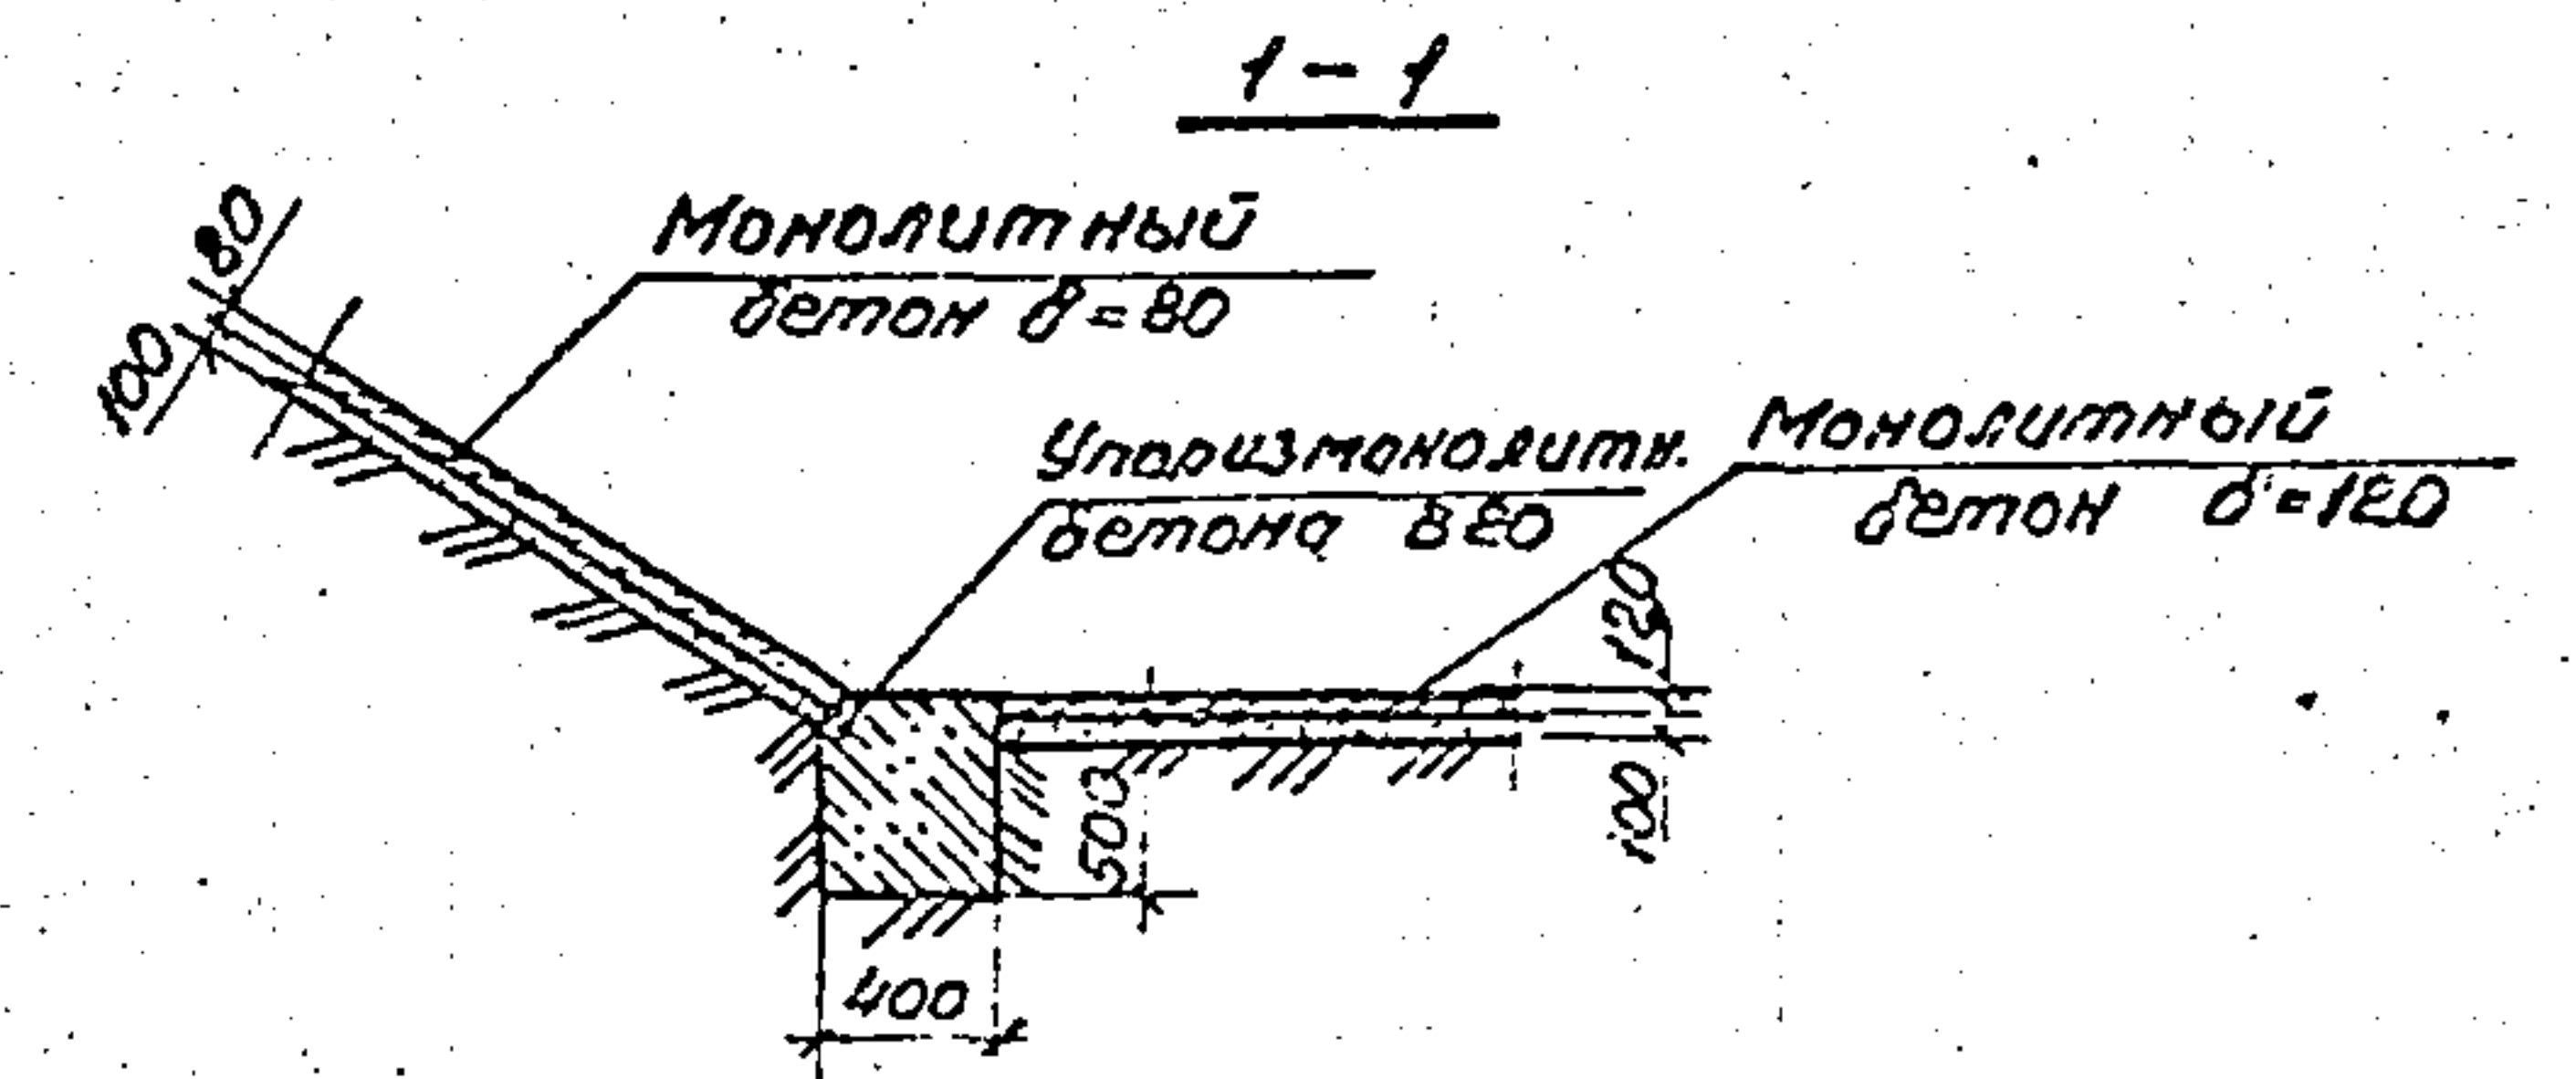 1-1
80
100
Монолитный
бетон δ=80
Упор из монолитн.
бетона В20
Монолитный
бетон δ=120
120
100
500
400